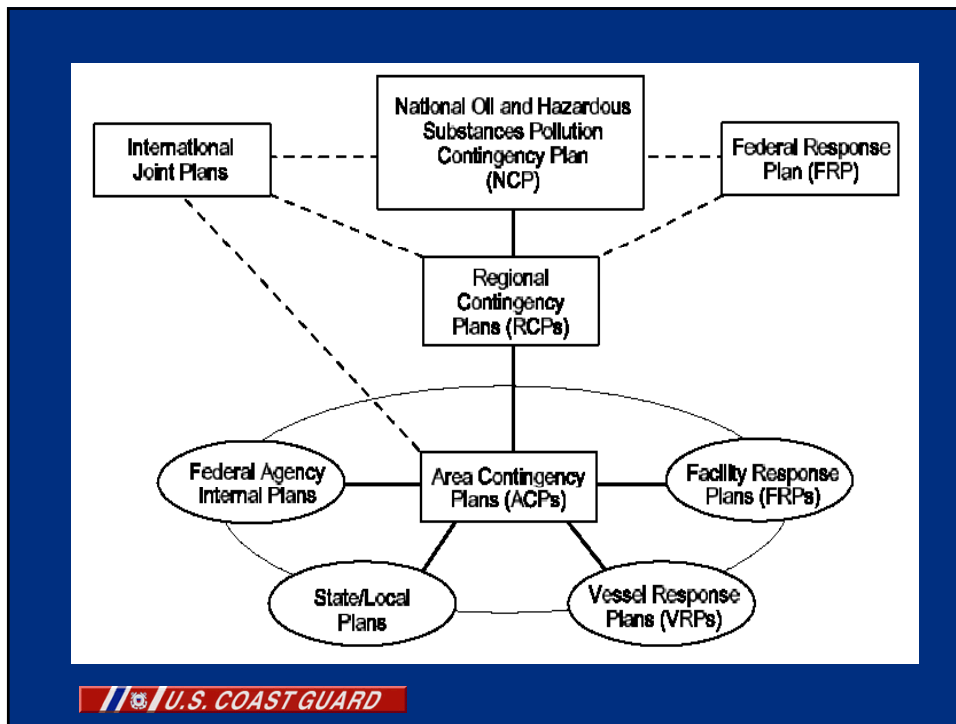 National Oil and Hazardous
Substances Pollution
Contingency Plan
(NCP)
International
Joint Plans
Federal Response
Plan (FRP)
Regional
Contingency
Plans (RCPs)
Federal Agency
Internal Plans
Area Contingency
Plans (ACPs)
Facility Response
Plans (FRPs)
State/Local
Plans
Vessel Response
Plans (VRPs)
U.S. COAST GUARD